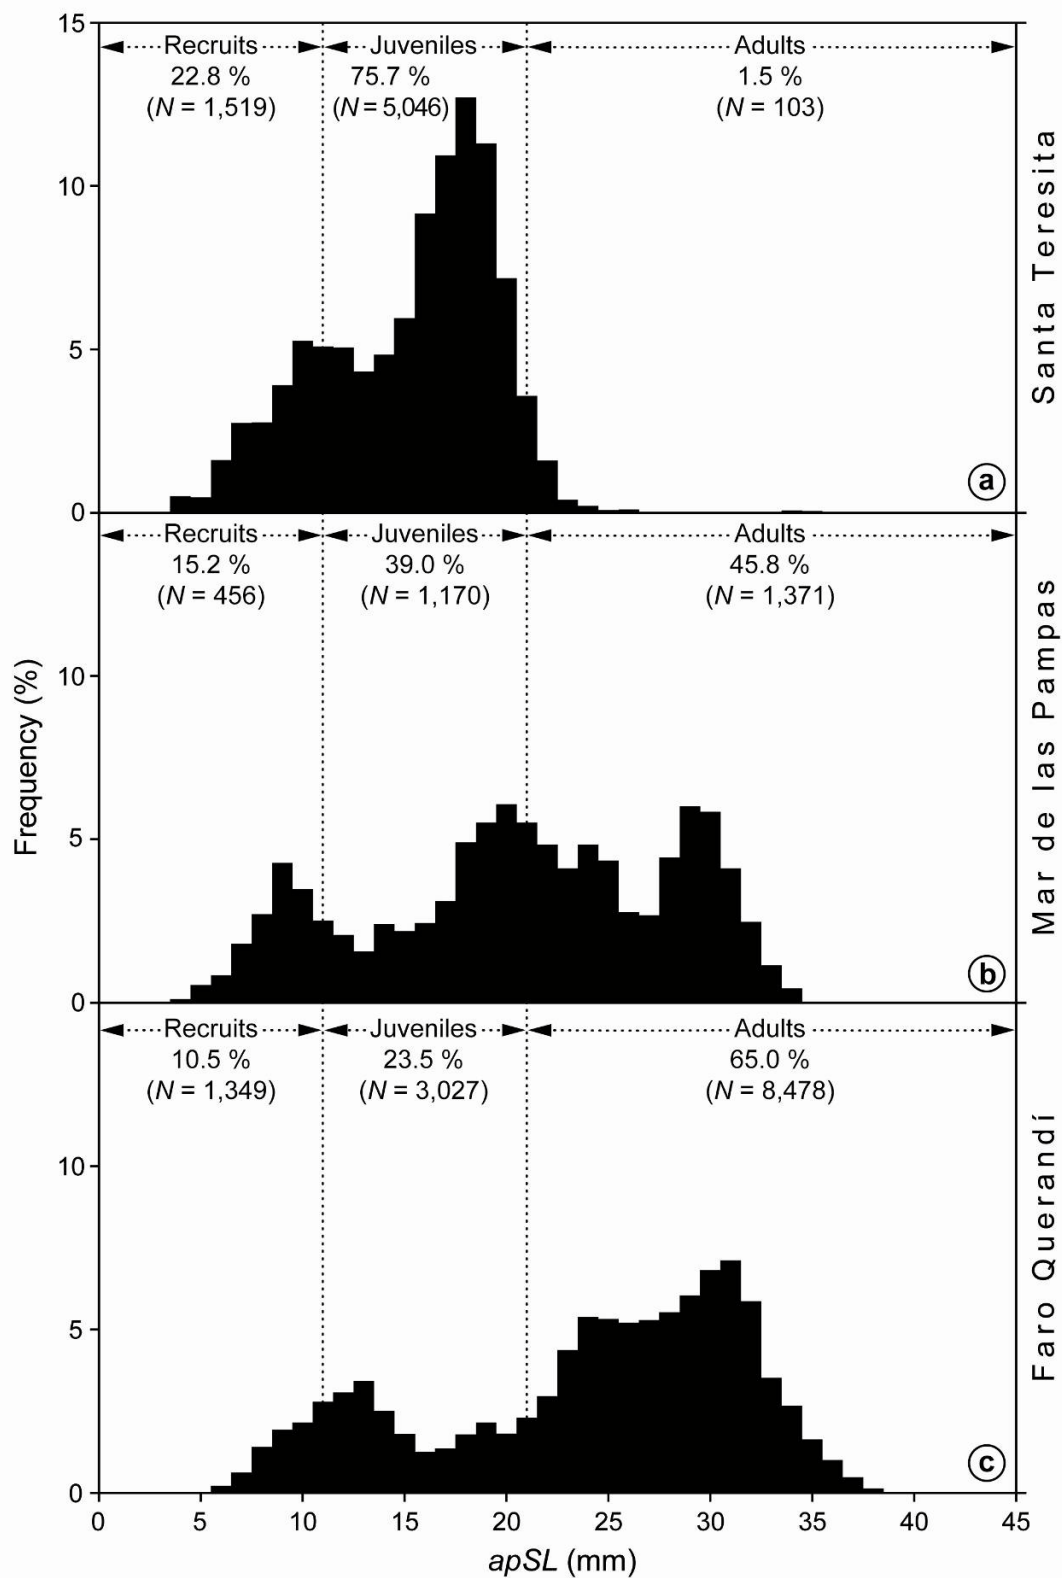 15
Recruits Juveniles Adults
22.8 % 75.7 % 1.5 %
(N = 1,519) (N = 5,046) (N = 103)
10
5
0
a
Santa Teresita
Recruits Juveniles Adults
15.2 % 39.0 % 45.8 %
(N = 456) (N = 1,170) (N = 1,371)
10
5
0
b
Mar de las Pampas
Frequency (%)
Recruits Juveniles Adults
10.5 % 23.5 % 65.0 %
(N = 1,349) (N = 3,027) (N = 8,478)
10
5
0
c
Faro Querandí
0 5 10 15 20 25 30 35 40 45
apSL (mm)